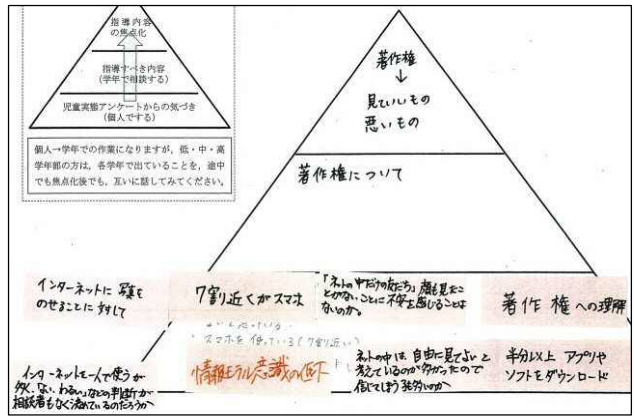 指導内容
の焦点化
指導すべき内容
(学年で相談する)
児童実態アンケートからの気づき
(個人でする)
個人→学年での作業になりますが,低・中・高
学年部の方は,各学年で出ていることを,途中
でも焦点化後でも,互いに話してみてください。
著作権
↓
見ていいもの
悪いもの
著作権について
インターネットに写真を
のせることに対して
7割近くがスマホ
「ネットの中だけの友だち」顔も見たこ
とがないことに不安を感じることは
ないのか。
著作権への理解
スマホを使っている(7割近い)
インターネットを一人で使うが
多く、ない、わるいなどの判断が
相談者もなく決めているのだろうか
情報モラル意識の低下
ネットの中は自由に見てよいと
考えているのが多かったので
信じてしまう
半分以上アプリや
ソフトをダウンロード